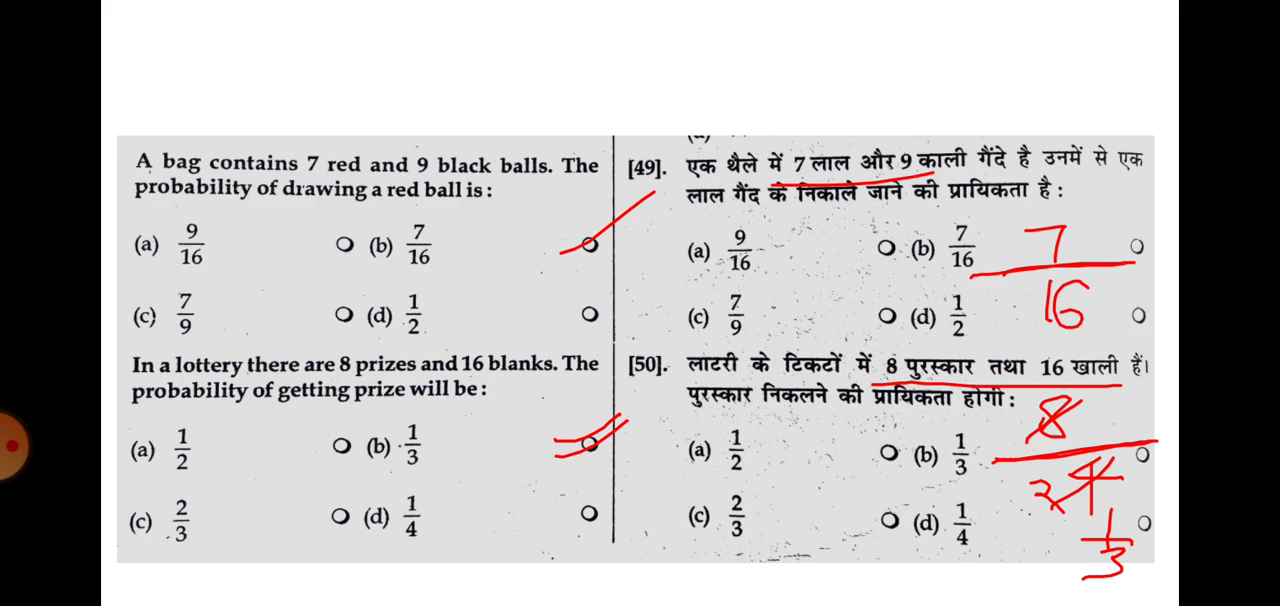 A bag contains 7 red and 9 black balls. The
probability of drawing a red ball is :
(a) 9/16 (b) 7/16
(c) 7/9 (d) 1/2
In a lottery there are 8 prizes and 16 blanks. The
probability of getting prize will be :
(a) 1/2 (b) 1/3
(c) 2/3 (d) 1/4
[49]. एक थैले में 7 लाल और 9 काली गैंदे है उनमें से एक
लाल गैंद के निकाले जाने की प्रायिकता है :
(a) 9/16 (b) 7/16
(c) 7/9 (d) 1/2
7/16
[50]. लाटरी के टिकटों में 8 पुरस्कार तथा 16 खाली हैं।
पुरस्कार निकलने की प्रायिकता होगी :
(a) 1/2 (b) 1/3
(c) 2/3 (d) 1/4
8/24
1/3